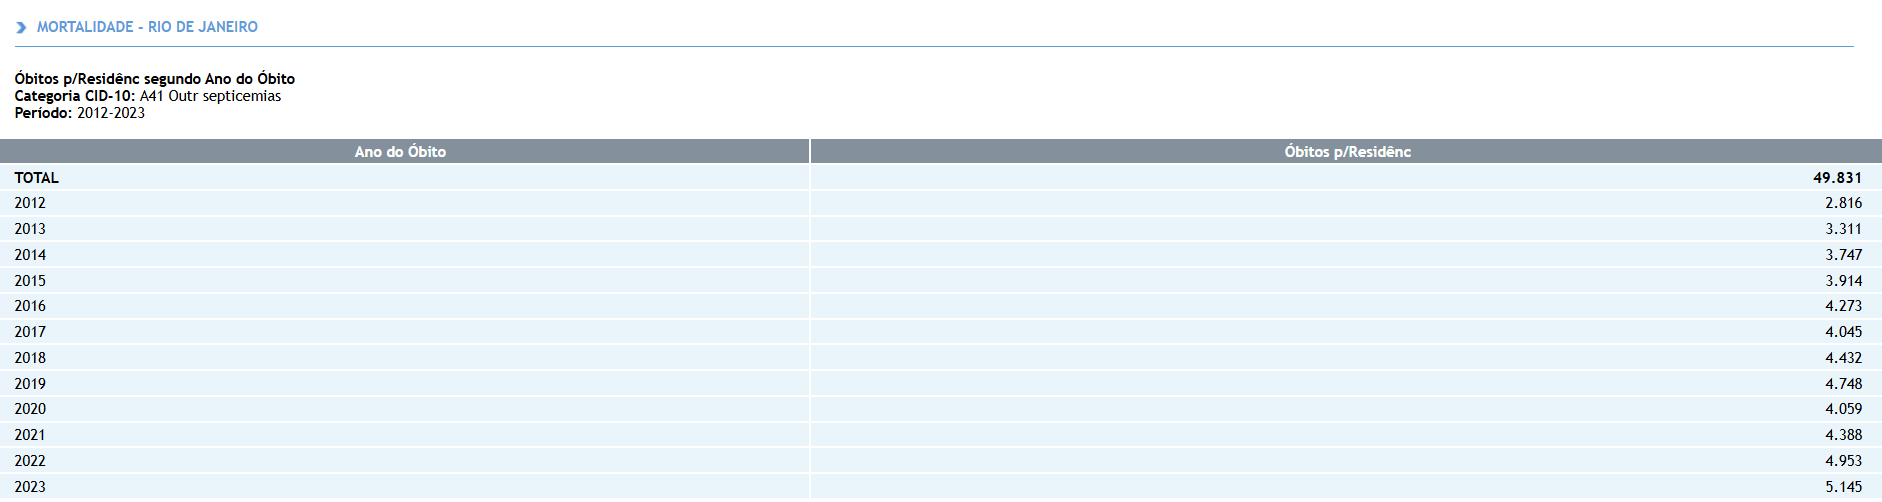 MORTALIDADE - RIO DE JANEIRO
Óbitos p/Residênc segundo Ano do Óbito
Categoria CID-10: A41 Outr septicemias
Período: 2012-2023
Ano do Óbito Óbitos p/Residênc
TOTAL 49.831
2012 2.816
2013 3.311
2014 3.747
2015 3.914
2016 4.273
2017 4.045
2018 4.432
2019 4.748
2020 4.059
2021 4.388
2022 4.953
2023 5.145